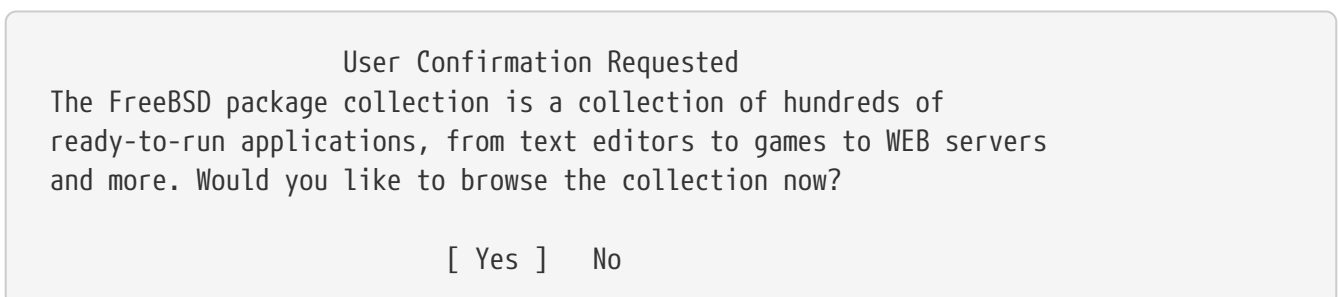 User Confirmation Requested
The FreeBSD package collection is a collection of hundreds of
ready-to-run applications, from text editors to games to WEB servers
and more. Would you like to browse the collection now?
[ Yes ] No